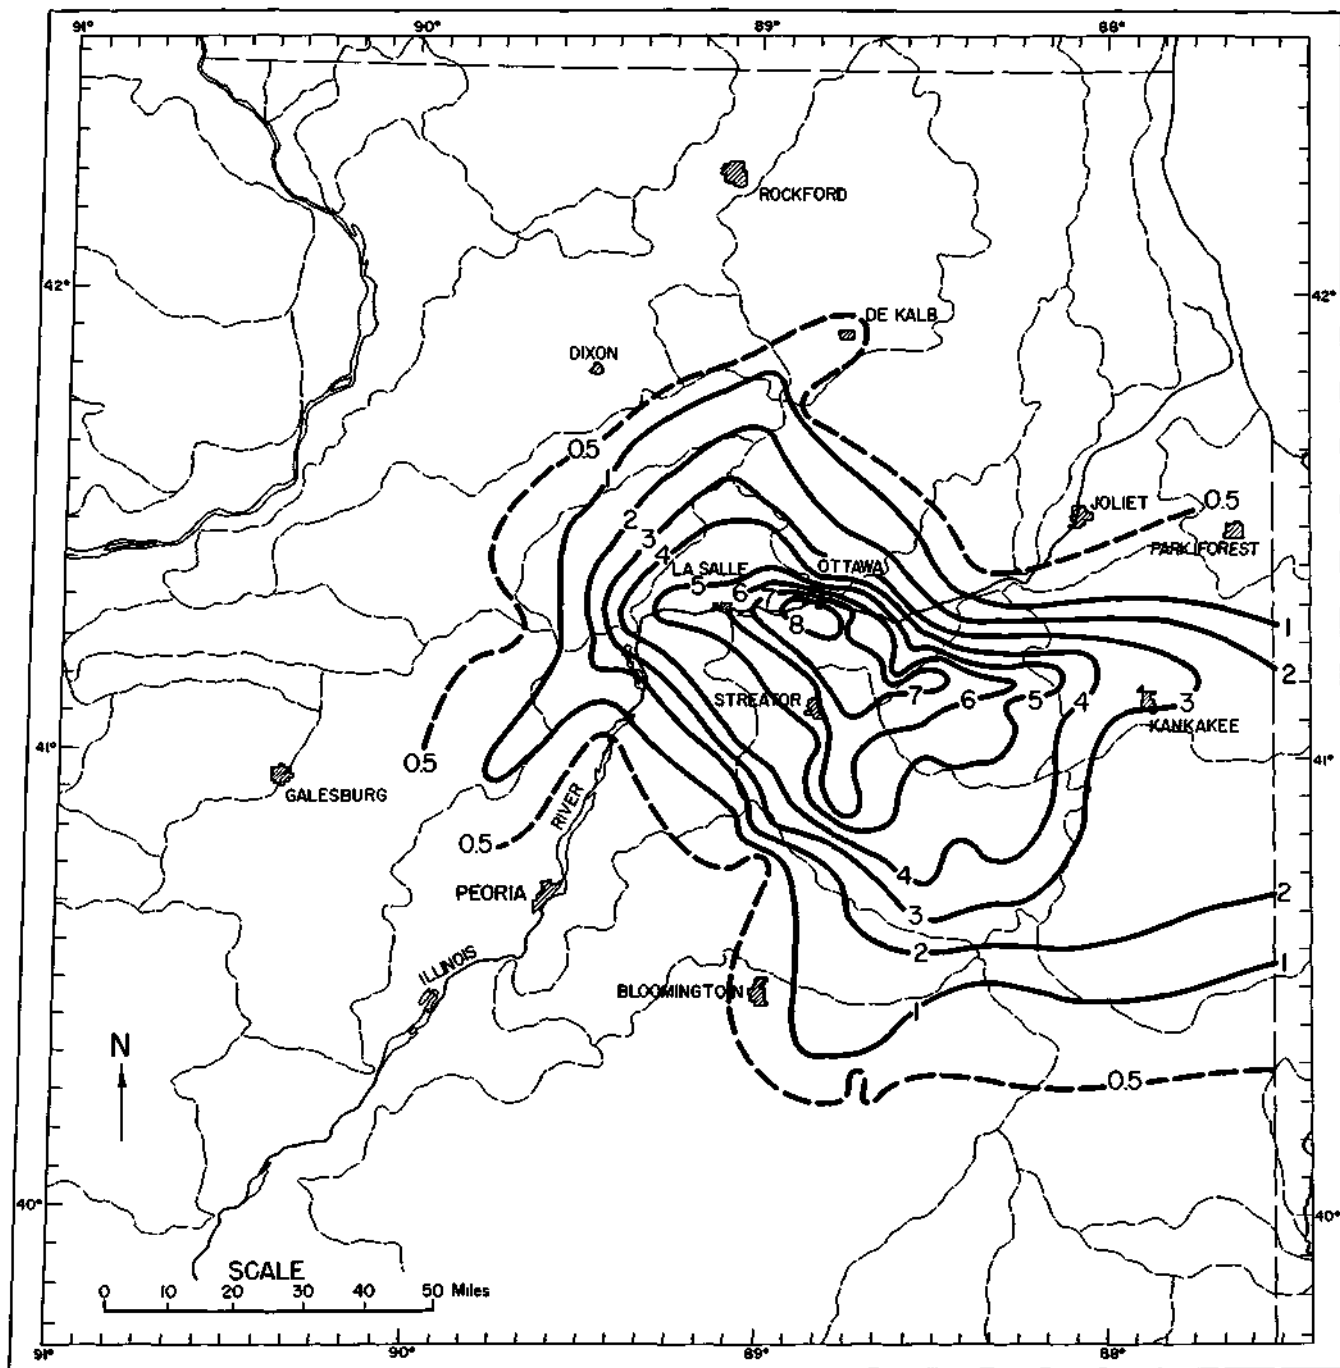 91° 90° 89° 88°
ROCKFORD
42° 42°
DE KALB
DIXON
0.5
JOLIET
0.5
PARK FOREST
2
3
4
LA SALLE
OTTAWA
5
6
8
1
2
STREATOR
7
6
5
4
3
KANKAKEE
41° 41°
0.5
GALESBURG
RIVER
0.5
PEORIA
4
3
2
2
ILLINOIS
BLOOMINGTON
1
1
N
0.5
40° 40°
SCALE
0 10 20 30 40 50 Miles
91° 90° 89° 88°